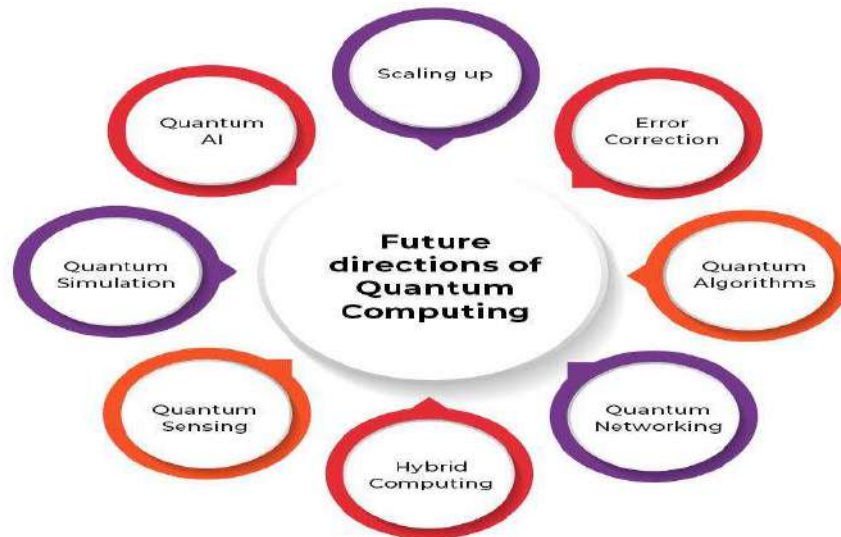 Scaling up
Error
Correction
Quantum
Algorithms
Quantum
Networking
Hybrid
Computing
Quantum
Sensing
Quantum
Simulation
Quantum
AI
Future
directions of
Quantum
Computing